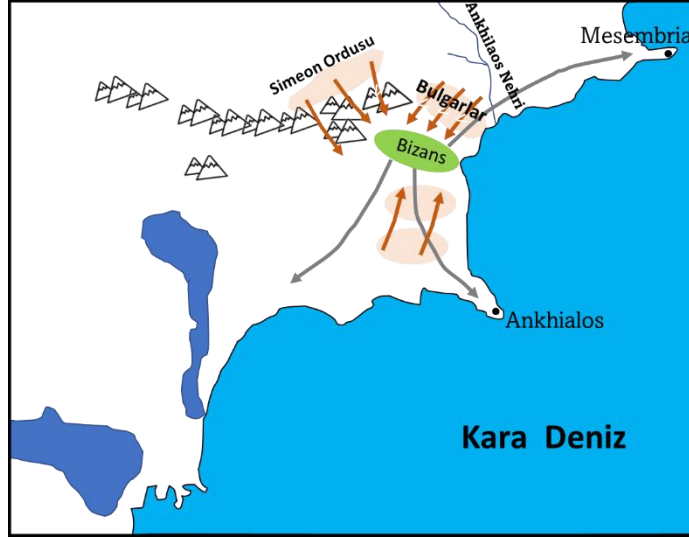 Mesembria
Ankhilaos Nehri
Simeon Ordusu
Bulgarlar
Bizans
Ankhialos
Kara Deniz